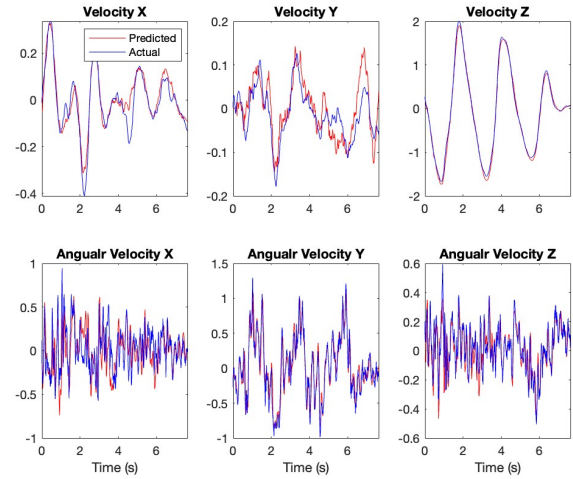 Velocity X
Velocity Y
Velocity Z
Predicted
Actual
0.2
0
-0.2
-0.4
0 2 4 6
0.2
0.1
0
-0.1
-0.2
0 2 4 6
2
1
0
-1
-2
0 2 4 6
Angualr Velocity X
Angualr Velocity Y
Angualr Velocity Z
1
0.5
0
-0.5
-1
0 2 4 6
Time (s)
1.5
1
0.5
0
-0.5
-1
0 2 4 6
Time (s)
0.6
0.4
0.2
0
-0.2
-0.4
-0.6
0 2 4 6
Time (s)